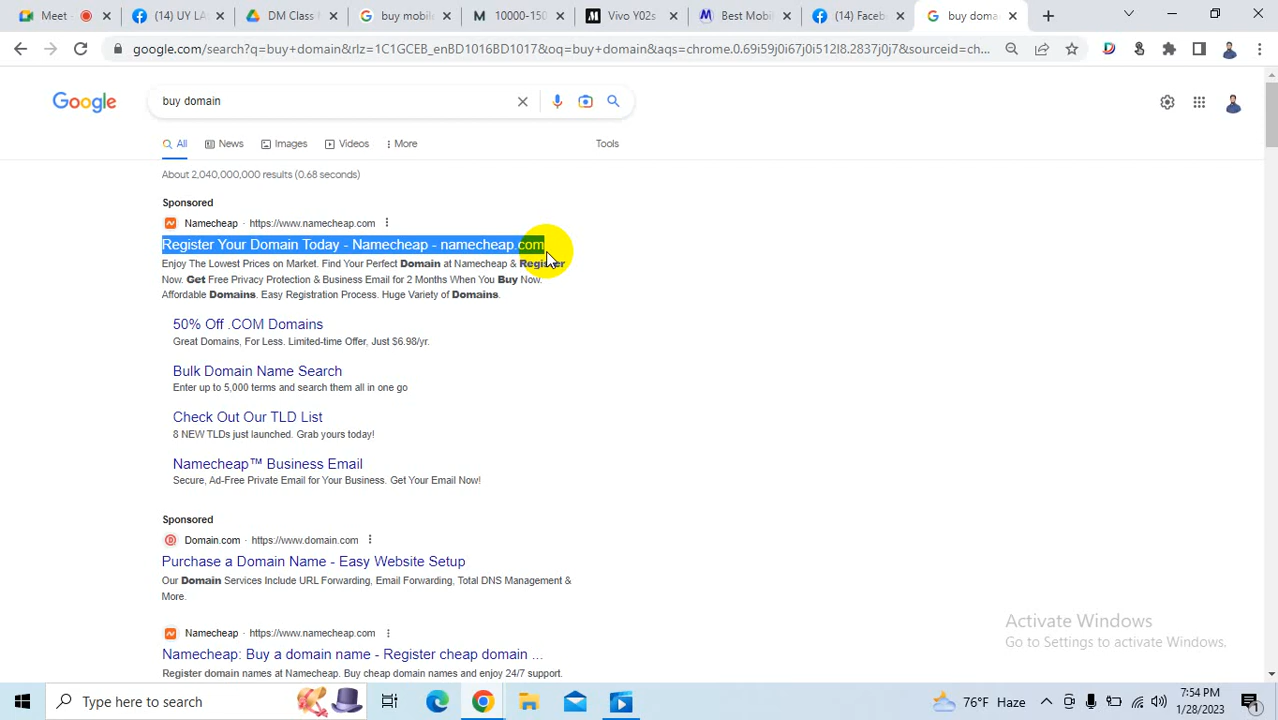 Meet -
(14) UY LA
DM Class
buy mobil
10000-150
Vivo Y02s
Best Mob
(14) Faceb
buy doma
google.com/search?q=buy+domain&rlz=1C1GCEB_enBD1016BD1017&oq=buy+domain&aqs=chrome.0.69i59j0i67j0i512l8.2837j0j7&sourceid=ch...
Google
buy domain
All
News
Images
Videos
More
Tools
About 2,040,000,000 results (0.68 seconds)
Sponsored
Namecheap · https://www.namecheap.com
Register Your Domain Today - Namecheap - namecheap.com
Enjoy The Lowest Prices on Market. Find Your Perfect Domain at Namecheap & Register
Now. Get Free Privacy Protection & Business Email for 2 Months When You Buy Now.
Affordable Domains. Easy Registration Process. Huge Variety of Domains.
50% Off .COM Domains
Great Domains, For Less. Limited-time Offer, Just $6.98/yr.
Bulk Domain Name Search
Enter up to 5,000 terms and search them all in one go
Check Out Our TLD List
8 NEW TLDs just launched. Grab yours today!
Namecheap™ Business Email
Secure, Ad-Free Private Email for Your Business. Get Your Email Now!
Sponsored
Domain.com · https://www.domain.com
Purchase a Domain Name - Easy Website Setup
Our Domain Services Include URL Forwarding, Email Forwarding, Total DNS Management &
More.
Namecheap
https://www.namecheap.com
Namecheap: Buy a domain name - Register cheap domain ...
Register domain names at Namecheap. Buy cheap domain names and enjoy 24/7 support.
Activate Windows
Go to Settings to activate Windows.
Type here to search
76°F Haze
7:54 PM
1/28/2023
1